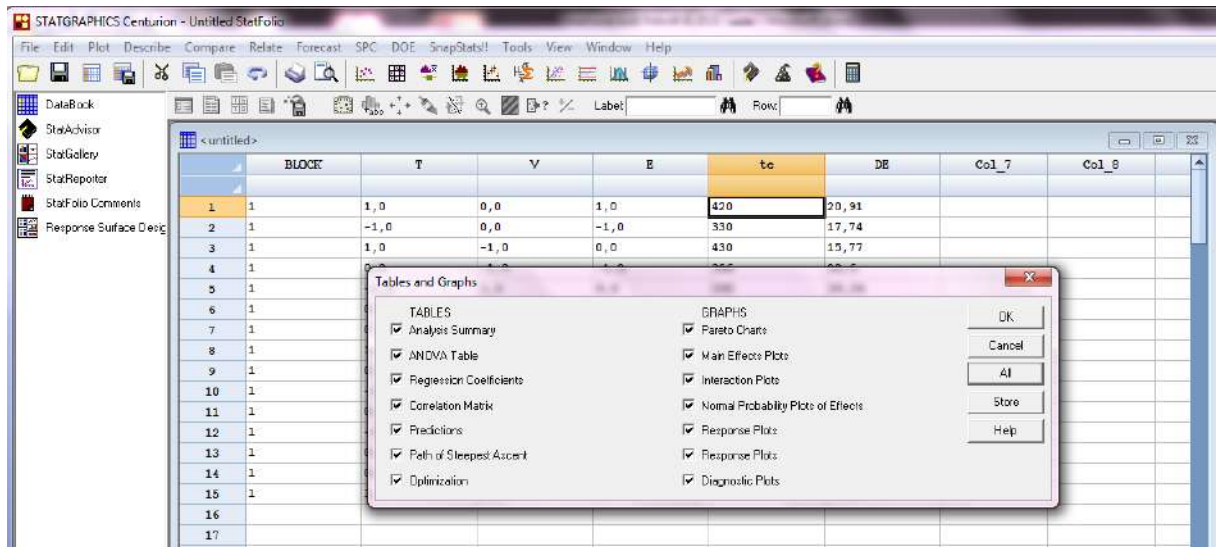 STATGRAPHICS Centurion - Untitled StatFolio
File Edit Plot Describe Compare Relate Forecast SPC DOE SnapStats!! Tools View Window Help
Label: Row:
DataBook
StatAdvisor
StatGallery
StatReporter
StatFolio Comments
Response Surface Desig
<untitled>
BLOCK T V E tc DE Col_7 Col_8
1 1 1,0 0,0 1,0 420 20,91
2 1 -1,0 0,0 -1,0 330 17,74
3 1 1,0 -1,0 0,0 430 15,77
4 1
5 1
6 1
7 1
8 1
9 1
10 1
11 1
12 1
13 1
14 1
15 1
16
17
Tables and Graphs
TABLES
Analysis Summary
ANOVA Table
Regression Coefficients
Correlation Matrix
Predictions
Path of Steepest Ascent
Optimization
GRAPHS
Pareto Charts
Main Effects Plots
Interaction Plots
Normal Probability Plots of Effects
Response Plots
Response Plots
Diagnostic Plots
OK
Cancel
All
Store
Help